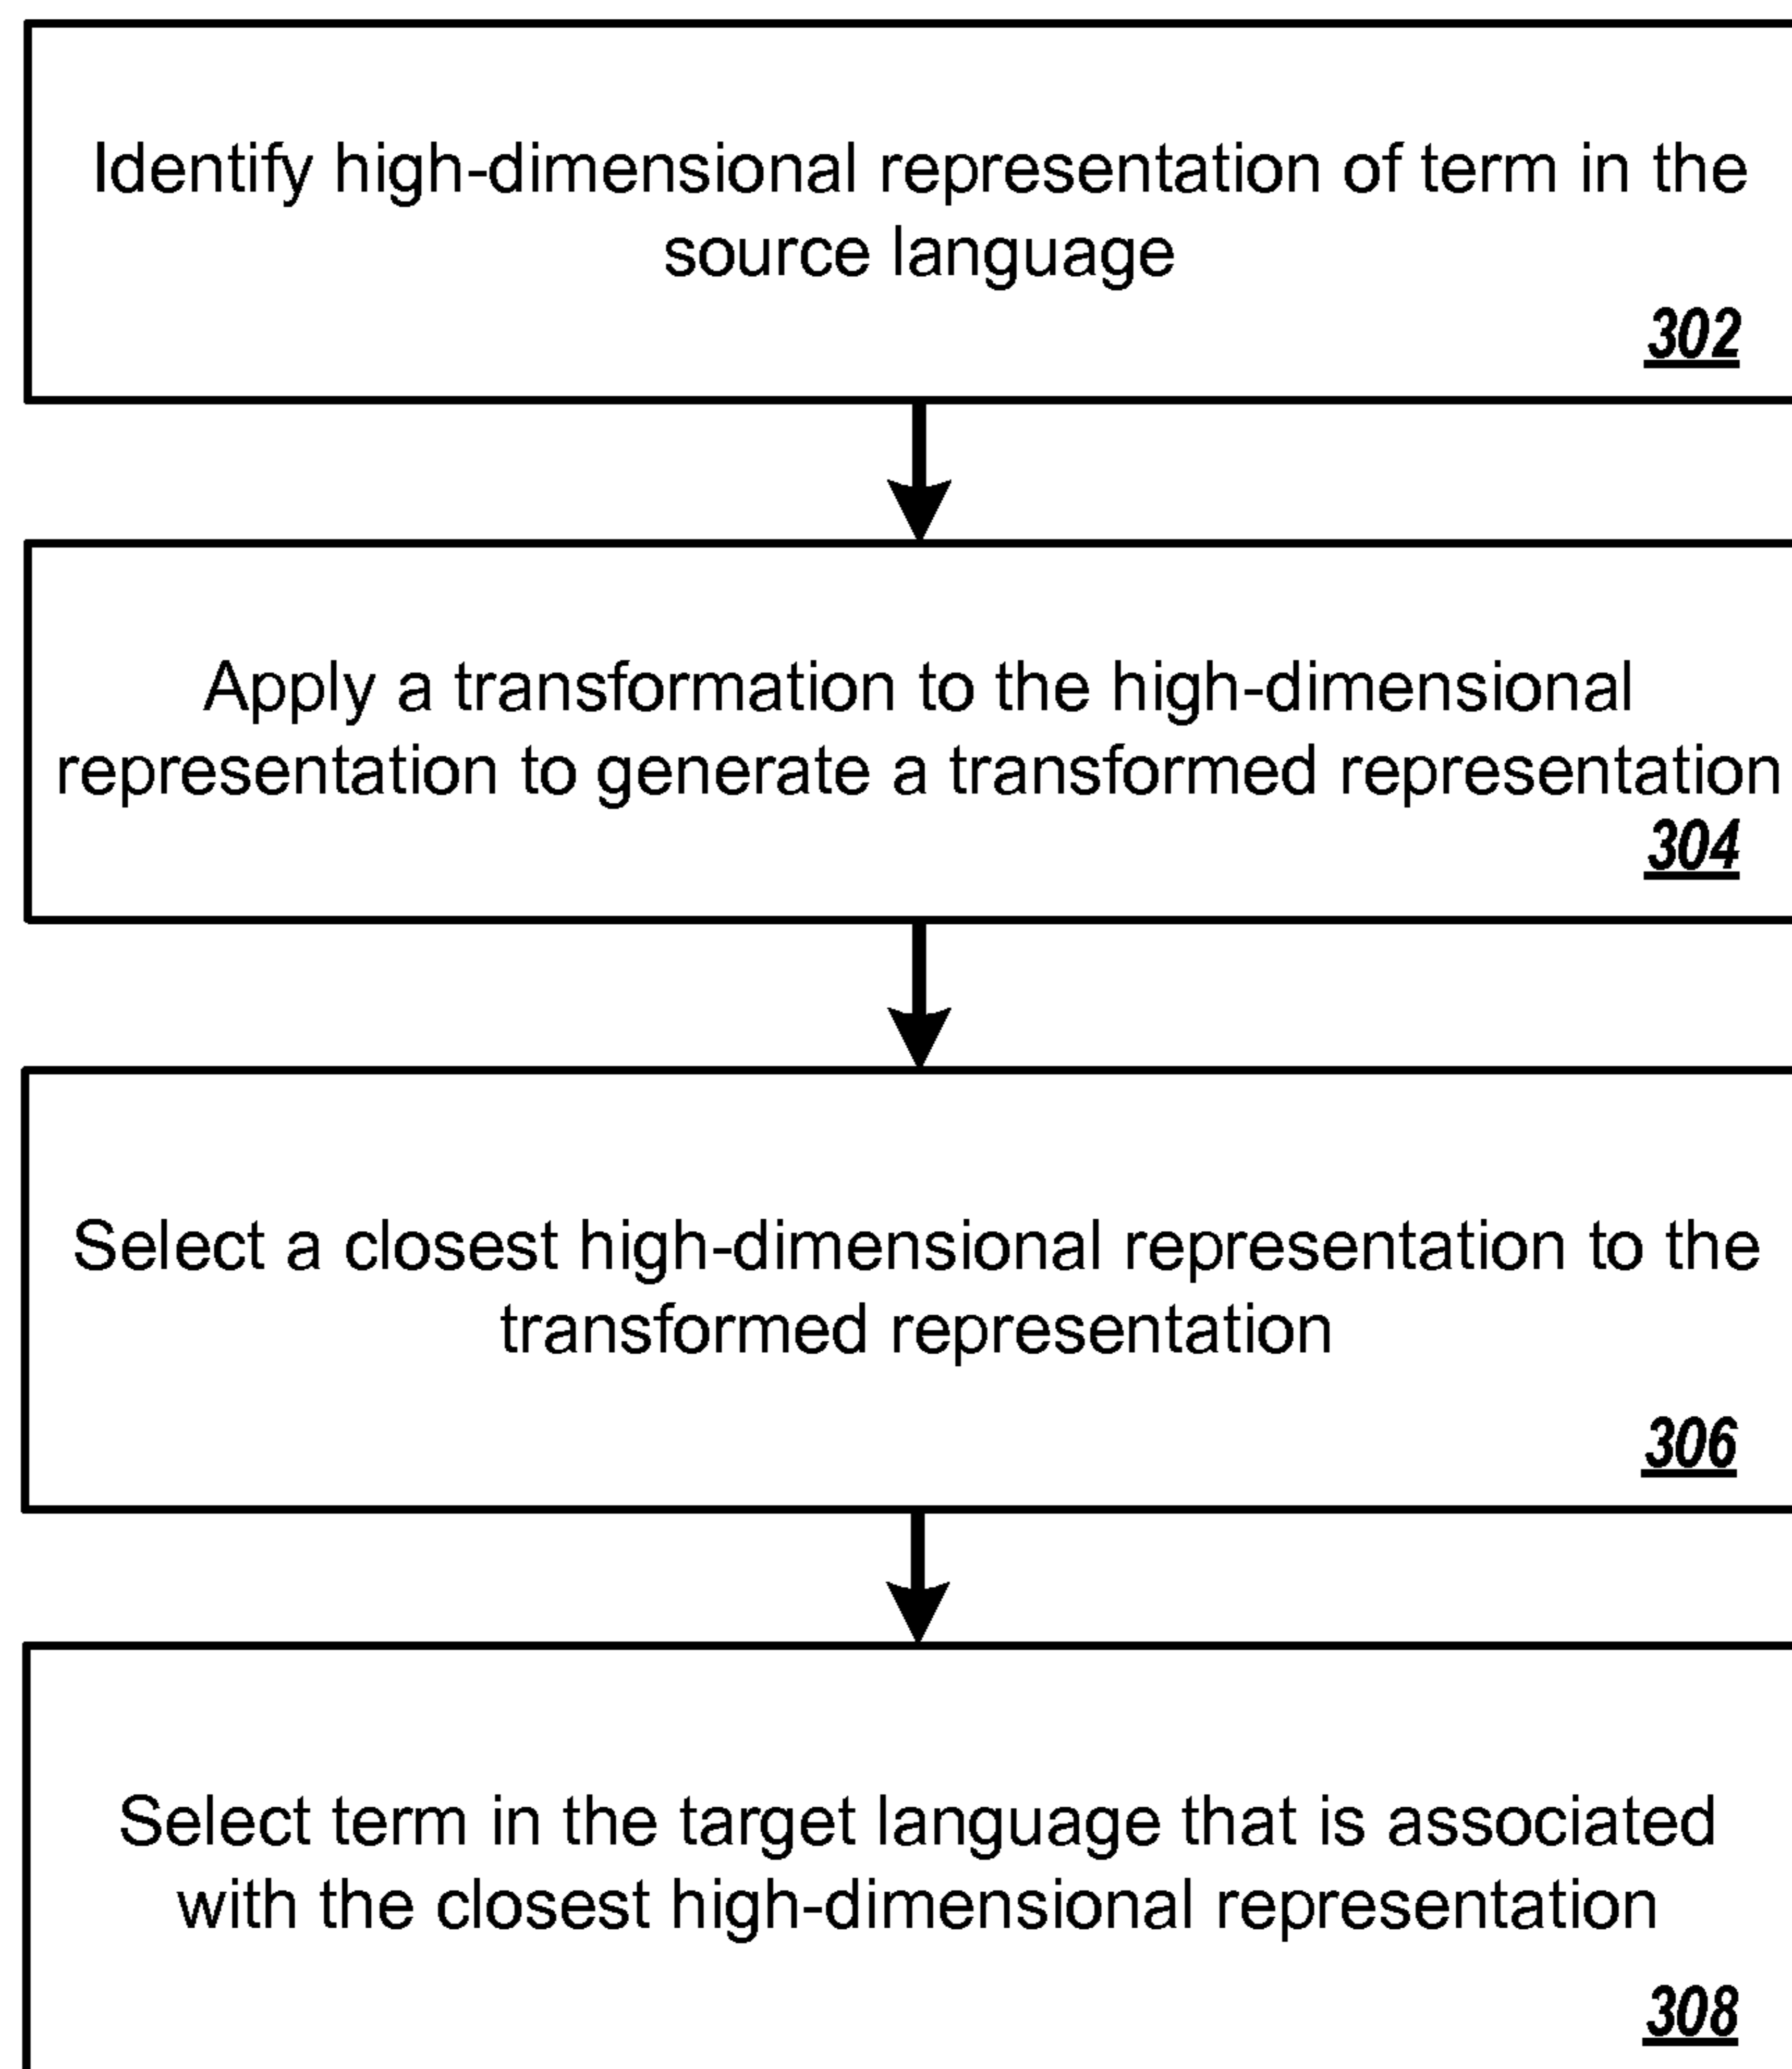 Identify high-dimensional representation of term in the
source language
302
Apply a transformation to the high-dimensional
representation to generate a transformed representation
304
Select a closest high-dimensional representation to the
transformed representation
306
Select term in the target language that is associated
with the closest high-dimensional representation
308